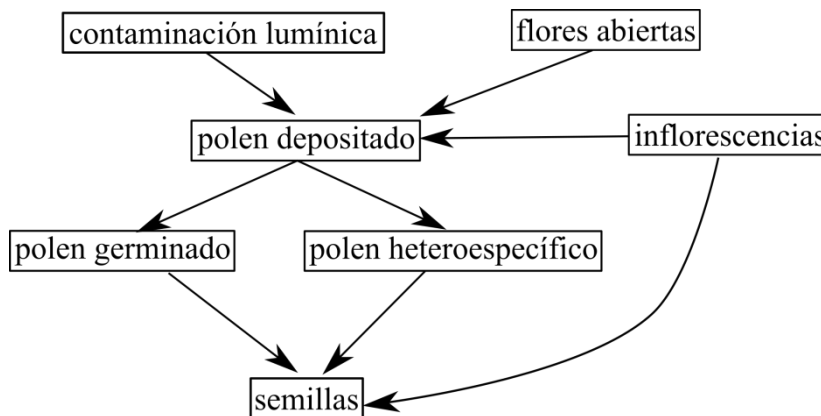 contaminación lumínica
flores abiertas
polen depositado
inflorescencias
polen germinado
polen heteroespecífico
semillas